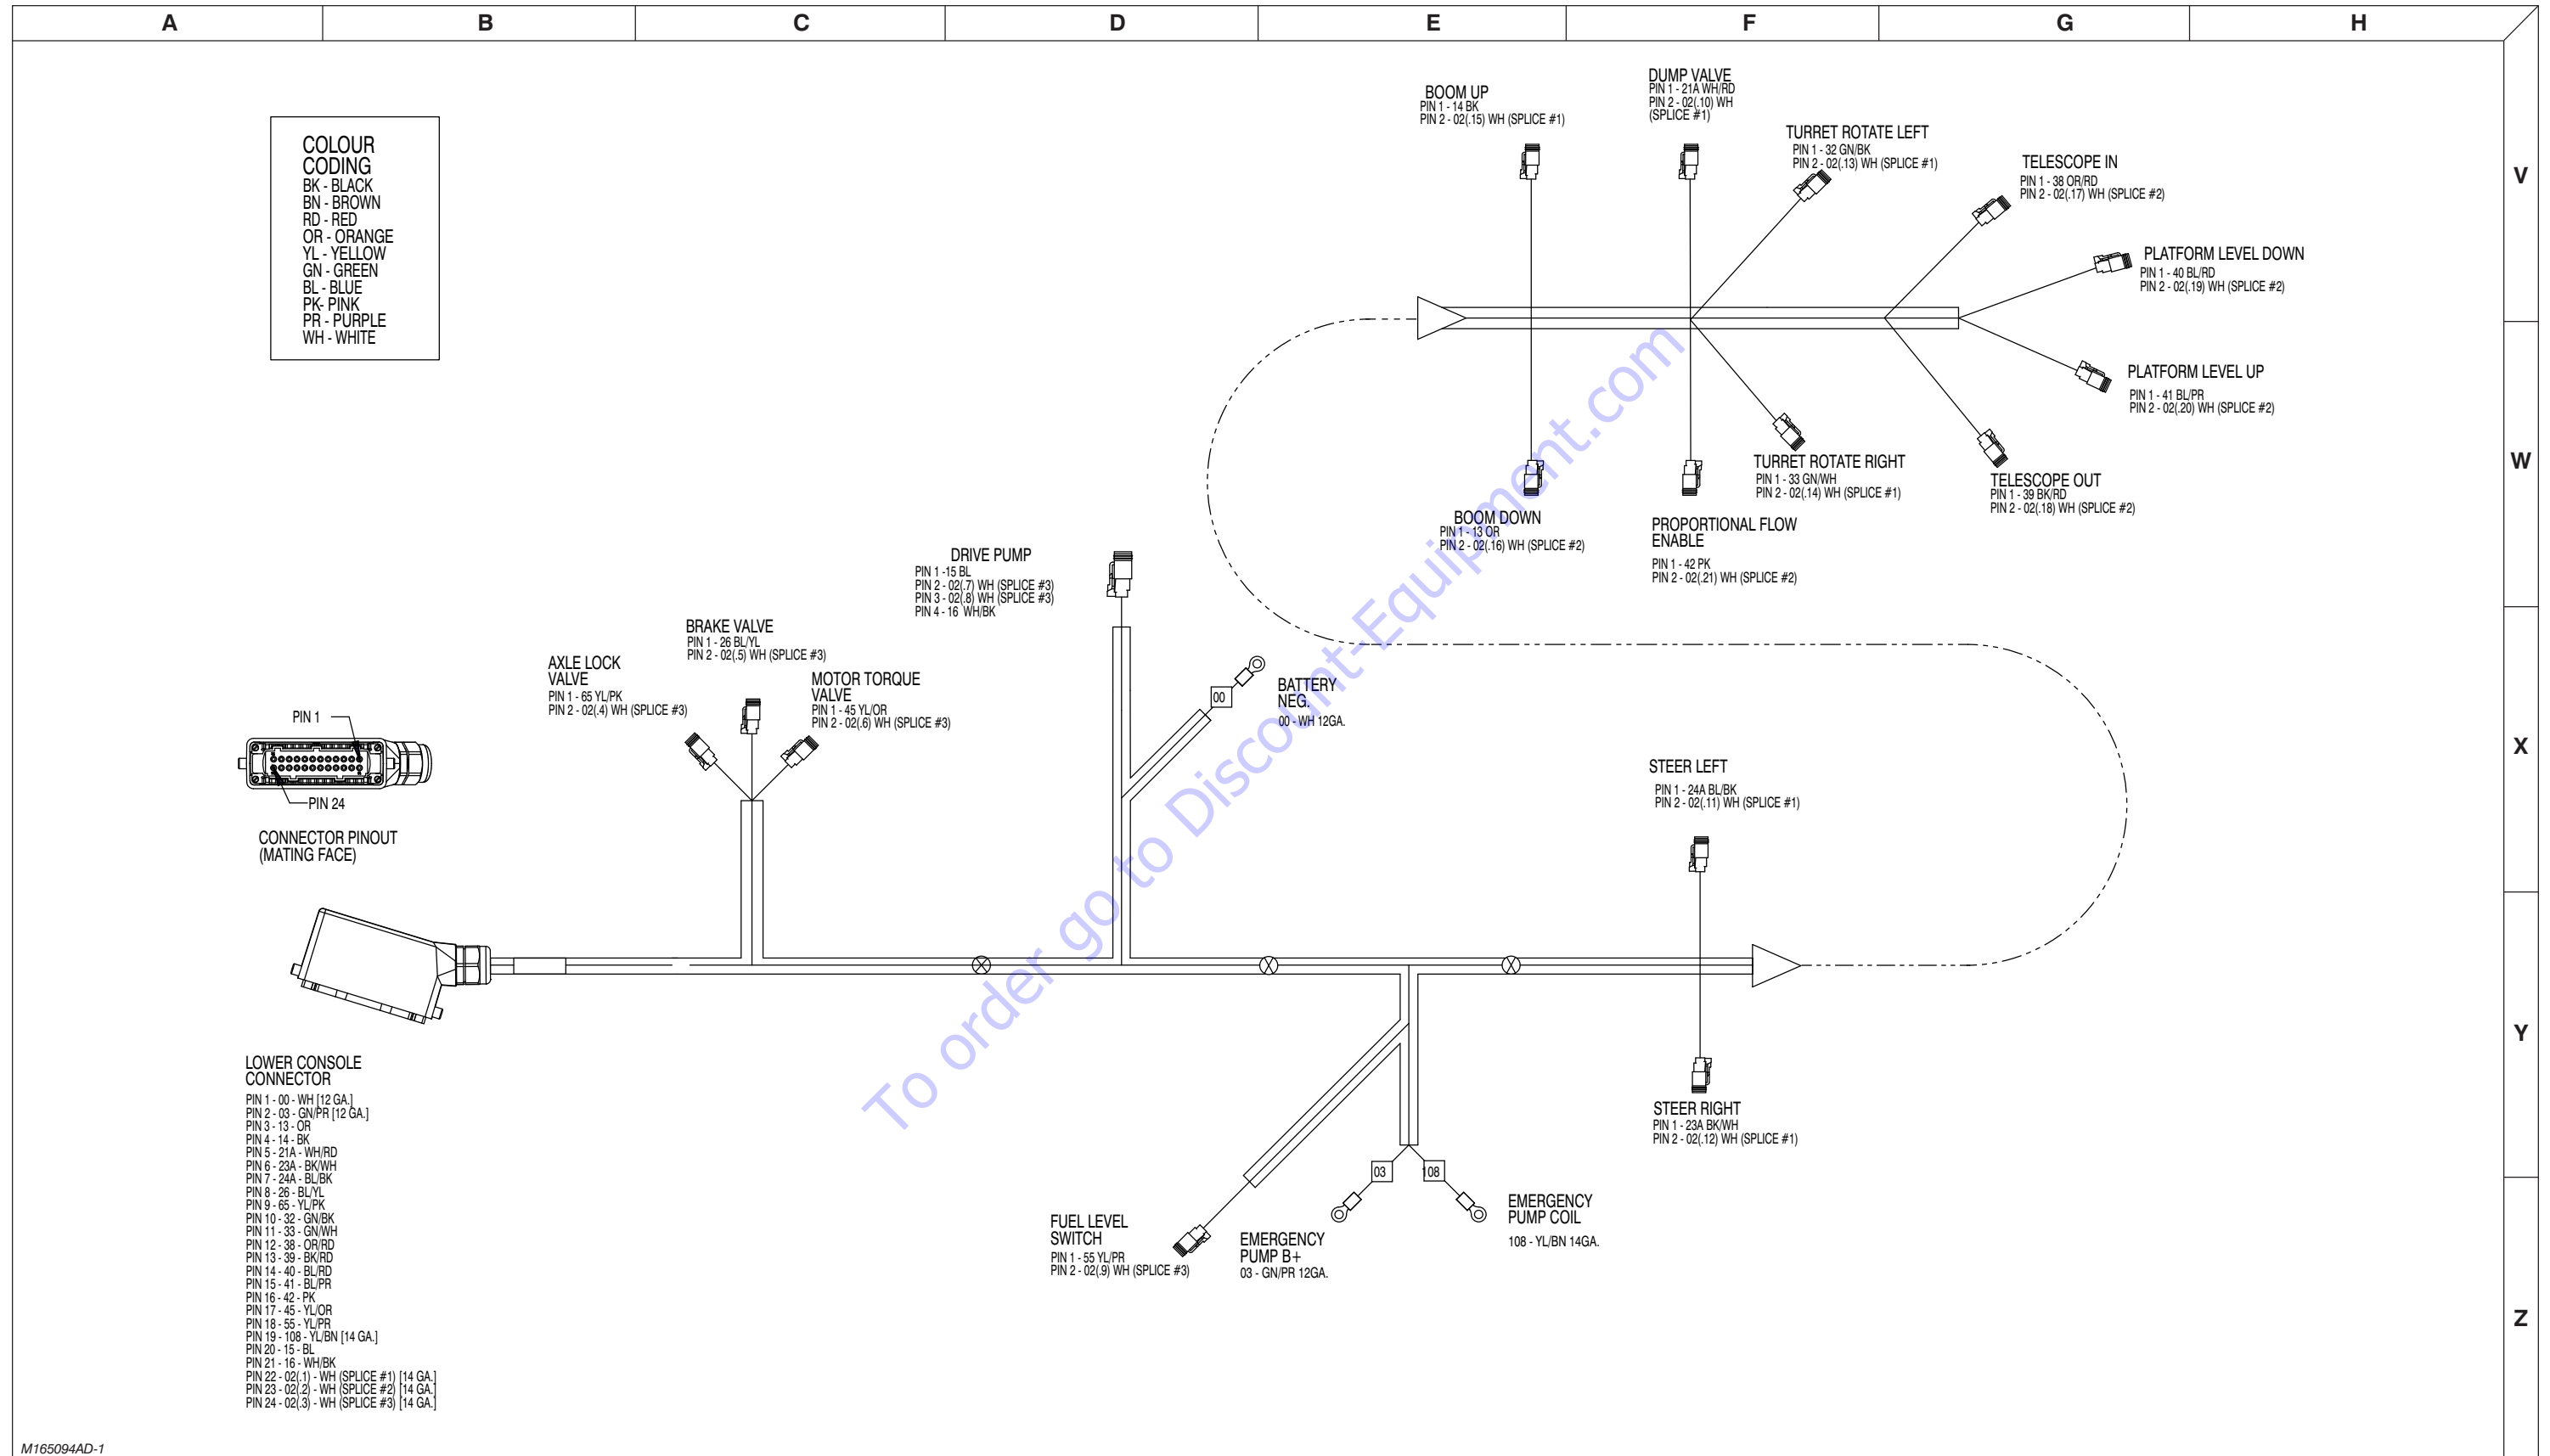 A B C D E F G H
V
W
X
Y
Z
COLOUR
CODING
BK - BLACK
BN - BROWN
RD - RED
OR - ORANGE
YL - YELLOW
GN - GREEN
BL - BLUE
PK- PINK
PR - PURPLE
WH - WHITE
BOOM UP
PIN 1 - 14 BK
PIN 2 - 02(.15) WH (SPLICE #1)
DUMP VALVE
PIN 1 - 21A WH/RD
PIN 2 - 02(.10) WH
(SPLICE #1)
TURRET ROTATE LEFT
PIN 1 - 32 GN/BK
PIN 2 - 02(.13) WH (SPLICE #1)
TELESCOPE IN
PIN 1 - 38 OR/RD
PIN 2 - 02(.17) WH (SPLICE #2)
PLATFORM LEVEL DOWN
PIN 1 - 40 BL/RD
PIN 2 - 02(.19) WH (SPLICE #2)
PLATFORM LEVEL UP
PIN 1 - 41 BL/PR
PIN 2 - 02(.20) WH (SPLICE #2)
TELESCOPE OUT
PIN 1 - 39 BK/RD
PIN 2 - 02(.18) WH (SPLICE #2)
TURRET ROTATE RIGHT
PIN 1 - 33 GN/WH
PIN 2 - 02(.14) WH (SPLICE #1)
PROPORTIONAL FLOW
ENABLE
PIN 1 - 42 PK
PIN 2 - 02(.21) WH (SPLICE #2)
BOOM DOWN
PIN 1 - 13 OR
PIN 2 - 02(.16) WH (SPLICE #2)
DRIVE PUMP
PIN 1 -15 BL
PIN 2 - 02(.7) WH (SPLICE #3)
PIN 3 - 02(.8) WH (SPLICE #3)
PIN 4 - 16 WH/BK
BRAKE VALVE
PIN 1 - 26 BL/YL
PIN 2 - 02(.5) WH (SPLICE #3)
AXLE LOCK
VALVE
PIN 1 - 65 YL/PK
PIN 2 - 02(.4) WH (SPLICE #3)
MOTOR TORQUE
VALVE
PIN 1 - 45 YL/OR
PIN 2 - 02(.6) WH (SPLICE #3)
00
BATTERY
NEG.
00 - WH 12GA.
PIN 1
PIN 24
CONNECTOR PINOUT
(MATING FACE)
STEER LEFT
PIN 1 - 24A BL/BK
PIN 2 - 02(.11) WH (SPLICE #1)
STEER RIGHT
PIN 1 - 23A BK/WH
PIN 2 - 02(.12) WH (SPLICE #1)
LOWER CONSOLE
CONNECTOR
PIN 1 - 00 - WH [12 GA.]
PIN 2 - 03 - GN/PR [12 GA.]
PIN 3 - 13 - OR
PIN 4 - 14 - BK
PIN 5 - 21A - WH/RD
PIN 6 - 23A - BK/WH
PIN 7 - 24A - BL/BK
PIN 8 - 26 - BL/YL
PIN 9 - 65 - YL/PK
PIN 10 - 32 - GN/BK
PIN 11 - 33 - GN/WH
PIN 12 - 38 - OR/RD
PIN 13 - 39 - BK/RD
PIN 14 - 40 - BL/RD
PIN 15 - 41 - BL/PR
PIN 16 - 42 - PK
PIN 17 - 45 - YL/OR
PIN 18 - 55 - YL/PR
PIN 19 - 108 - YL/BN [14 GA.]
PIN 20 - 15 - BL
PIN 21 - 16 - WH/BK
PIN 22 - 02(.1) - WH (SPLICE #1) [14 GA.]
PIN 23 - 02(.2) - WH (SPLICE #2) [14 GA.]
PIN 24 - 02(.3) - WH (SPLICE #3) [14 GA.]
03
108
FUEL LEVEL
SWITCH
PIN 1 - 55 YL/PR
PIN 2 - 02(.9) WH (SPLICE #3)
EMERGENCY
PUMP B+
03 - GN/PR 12GA.
EMERGENCY
PUMP COIL
108 - YL/BN 14GA.
To order go to Discount-Equipment.com
M165094AD-1